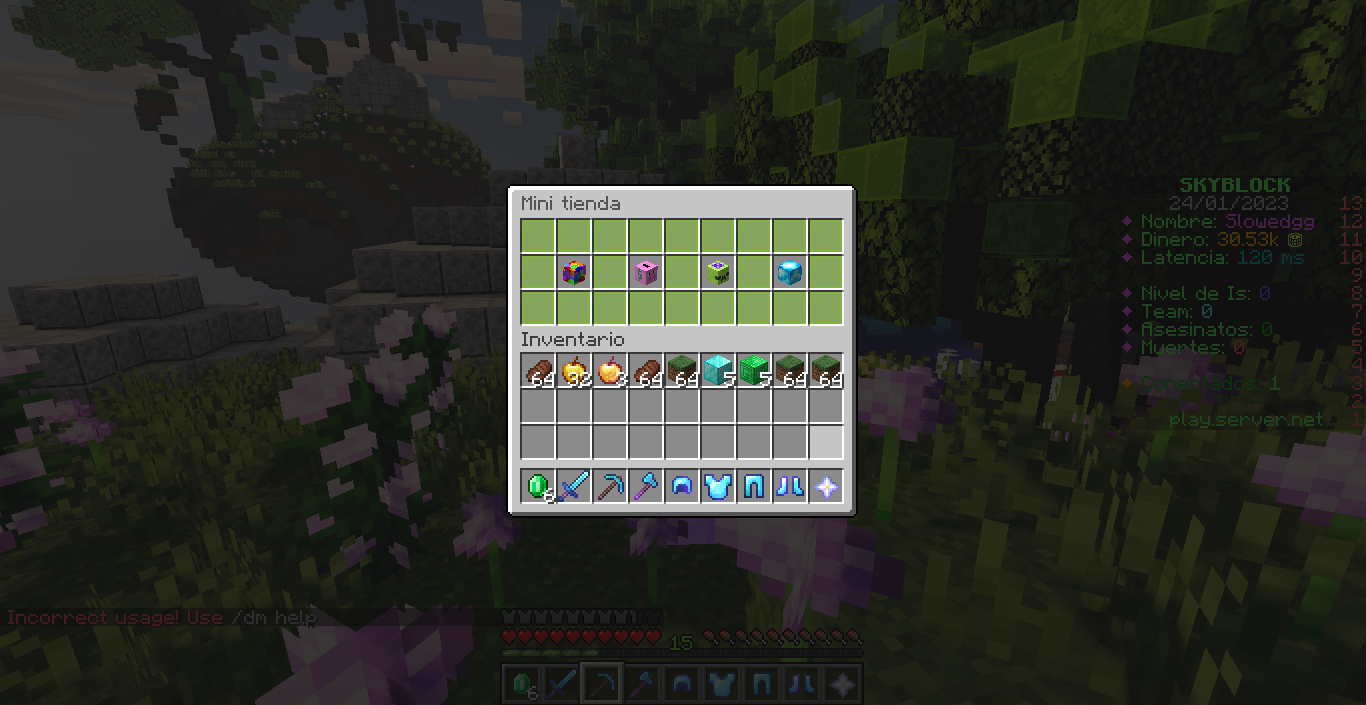 Mini tienda
Inventario
64 32 3 64 64 5 5 64 64
6
SKYBLOCK
24/01/2023 13
Nombre: Slowedgg 12
Dinero: 30.53k 11
Latencia: 120 ms 10
9
Nivel de Is: 0 8
Team: 0 7
Asesinatos: 0 6
Muertes: 0 5
4
Conectados: 1 3
2
play.server.net 1
Incorrect usage! Use /dm help
15
6